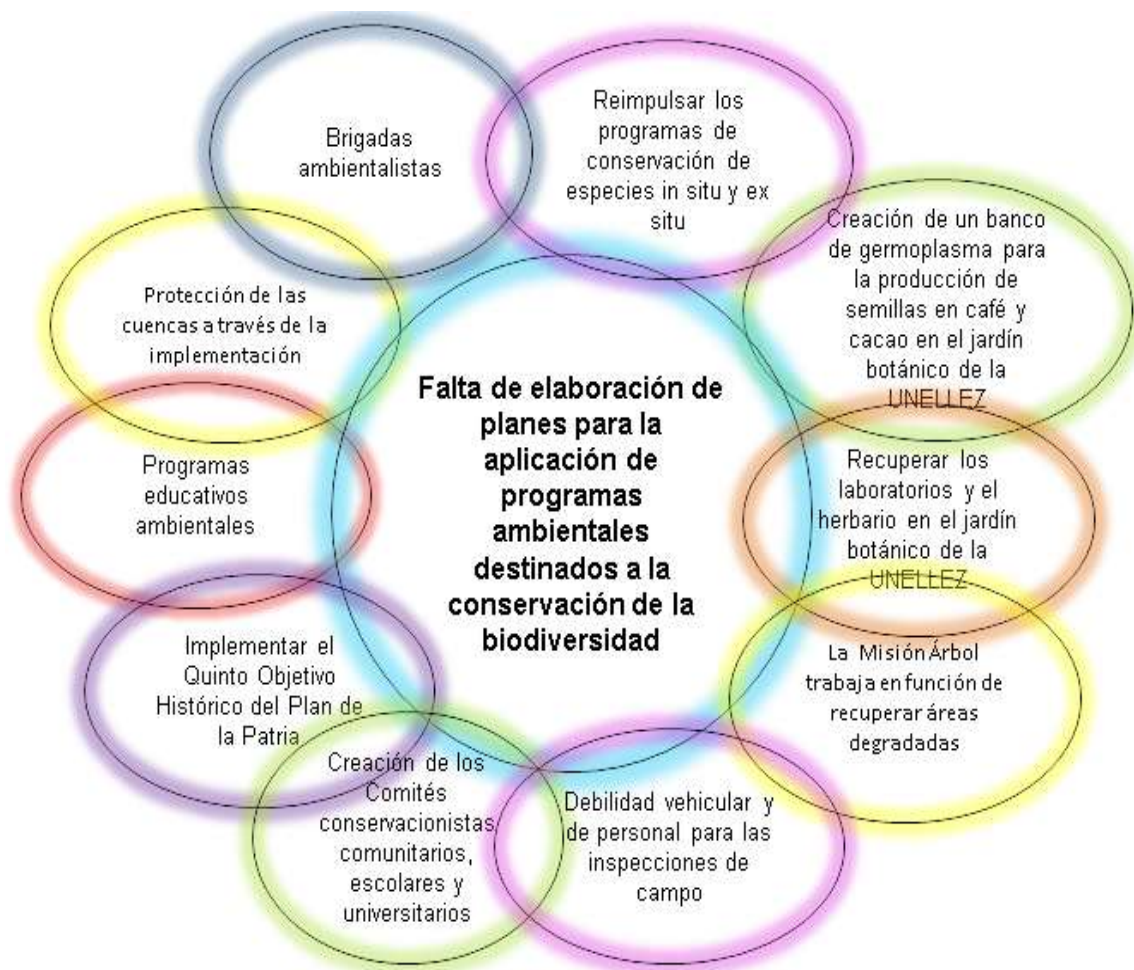 Brigadas
ambientalistas
Reimpulsar los
programas de
conservación de
especies in situ y ex
situ
Creación de un banco
de germoplasma para
la producción de
semillas en café y
cacao en el jardín
botánico de la
UNELLEZ
Recuperar los
laboratorios y el
herbario en el jardín
botánico de la
UNELLEZ
La Misión Árbol
trabaja en función de
recuperar áreas
degradadas
Debilidad vehicular y
de personal para las
inspecciones de
campo
Creación de los
Comités
conservacionistas
comunitarios,
escolares y
universitarios
Implementar el
Quinto Objetivo
Histórico del Plan de
la Patria
Programas
educativos
ambientales
Protección de las
cuencas a través de la
implementación
Falta de elaboración de
planes para la
aplicación de
programas
ambientales
destinados a la
conservación de la
biodiversidad